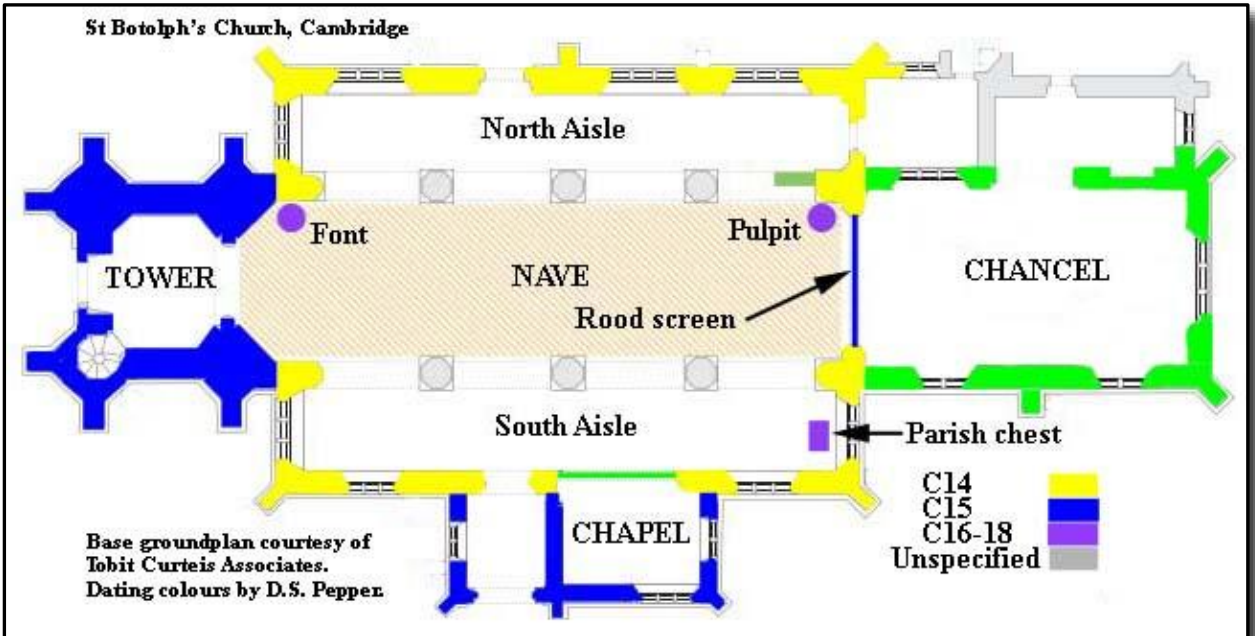 St Botolph's Church, Cambridge
North Aisle
Font
Pulpit
TOWER
NAVE
CHANCEL
Rood screen
South Aisle
Parish chest
C14
C15
C16-18
Unspecified
CHAPEL
Base groundplan courtesy of
Tobit Curteis Associates.
Dating colours by D.S. Pepper.